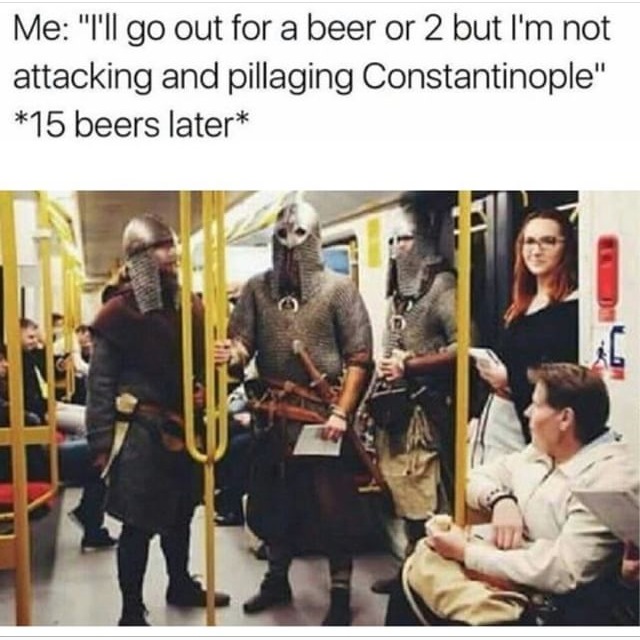 Me: "I'll go out for a beer or 2 but I'm not
attacking and pillaging Constantinople"
*15 beers later*